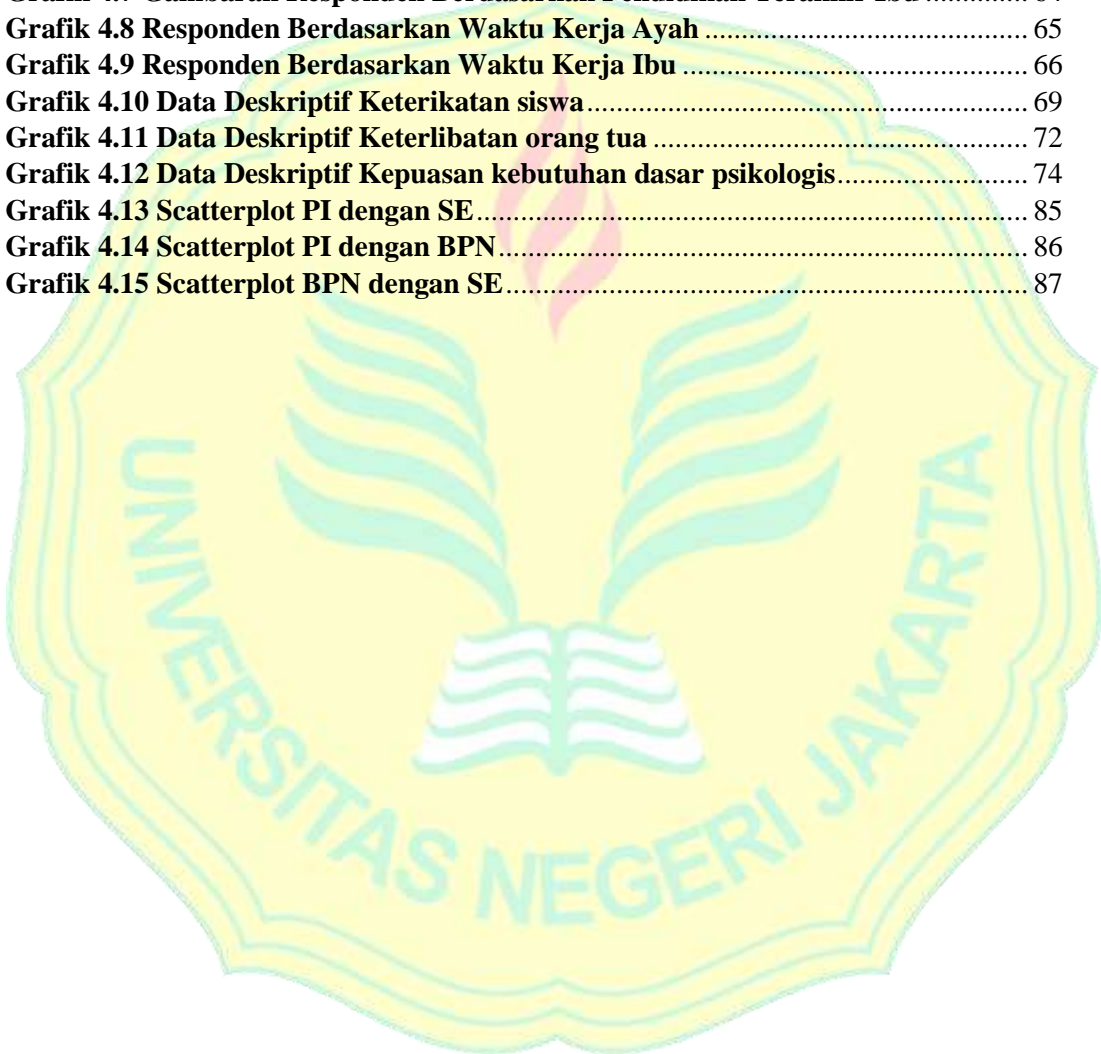 Grafik 4.8 Responden Berdasarkan Waktu Kerja Ayah ........................................ 65
Grafik 4.9 Responden Berdasarkan Waktu Kerja Ibu ........................................... 66
Grafik 4.10 Data Deskriptif Keterikatan siswa ....................................................... 69
Grafik 4.11 Data Deskriptif Keterlibatan orang tua ............................................... 72
Grafik 4.12 Data Deskriptif Kepuasan kebutuhan dasar psikologis ........................ 74
Grafik 4.13 Scatterplot PI dengan SE ..................................................................... 85
Grafik 4.14 Scatterplot PI dengan BPN .................................................................. 86
Grafik 4.15 Scatterplot BPN dengan SE ................................................................. 87
UNIVERSITAS NEGERI JAKARTA